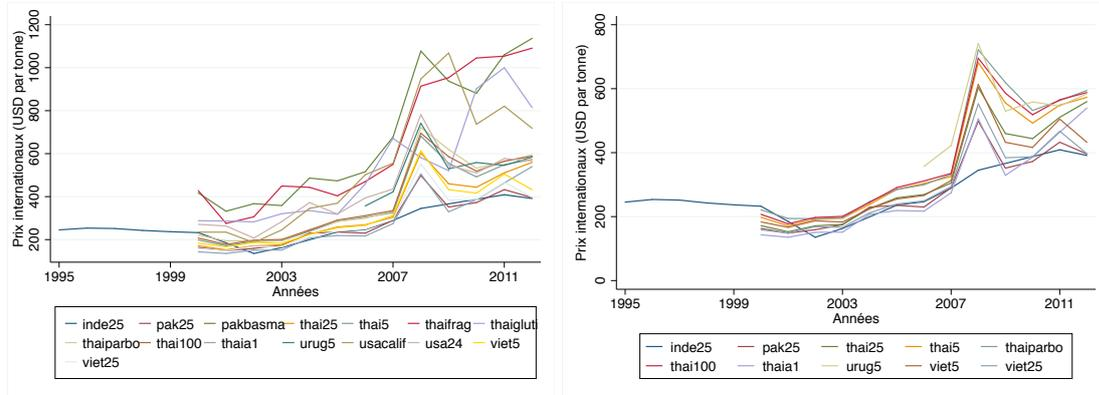 Prix internationaux (USD par tonne)
1200
1000
800
600
400
200
1995 1999 2003 2007 2011
Années
inde25 pak25 pakbasma thai25 thai5 thaifrag thaigluti
thaiparbo thai100 thaia1 urug5 usacalif usa24 viet5
viet25
Prix internationaux (USD par tonne)
800
600
400
200
0
1995 1999 2003 2007 2011
Années
inde25 pak25 thai25 thai5 thaiparbo
thai100 thaia1 urug5 viet5 viet25